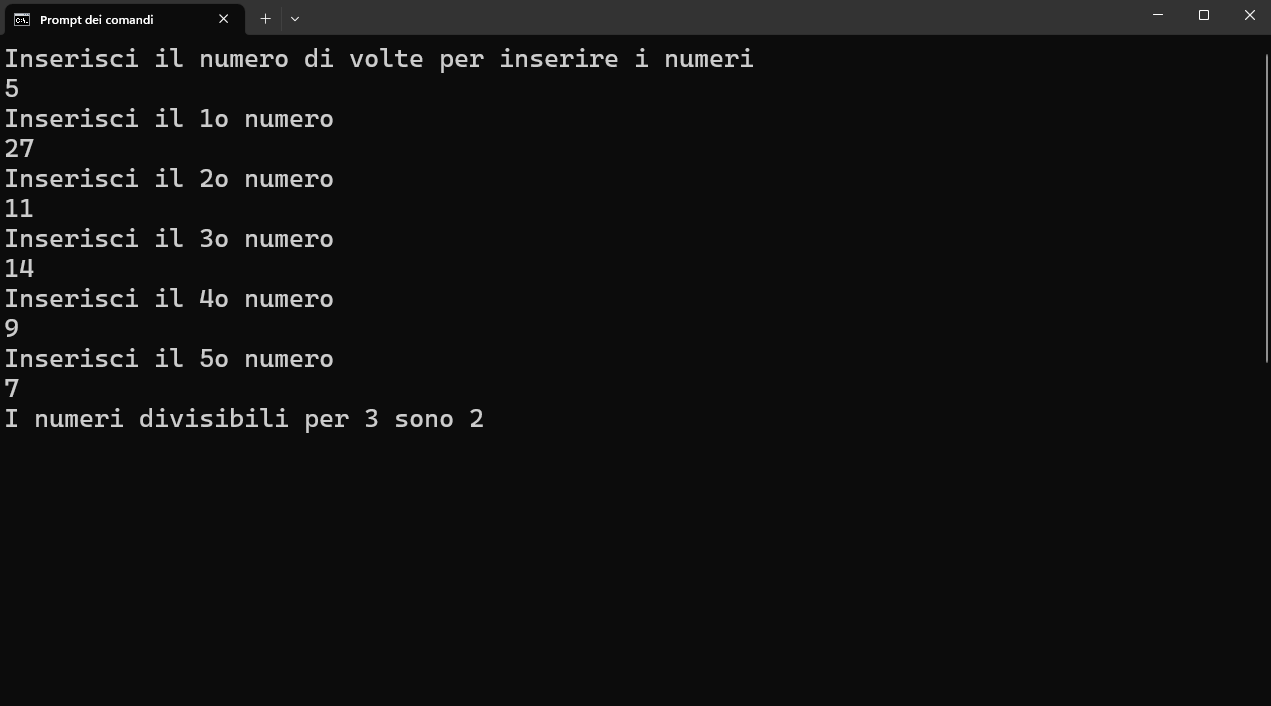 Prompt dei comandi
Inserisci il numero di volte per inserire i numeri
5
Inserisci il 1o numero
27
Inserisci il 2o numero
11
Inserisci il 3o numero
14
Inserisci il 4o numero
9
Inserisci il 5o numero
7
I numeri divisibili per 3 sono 2